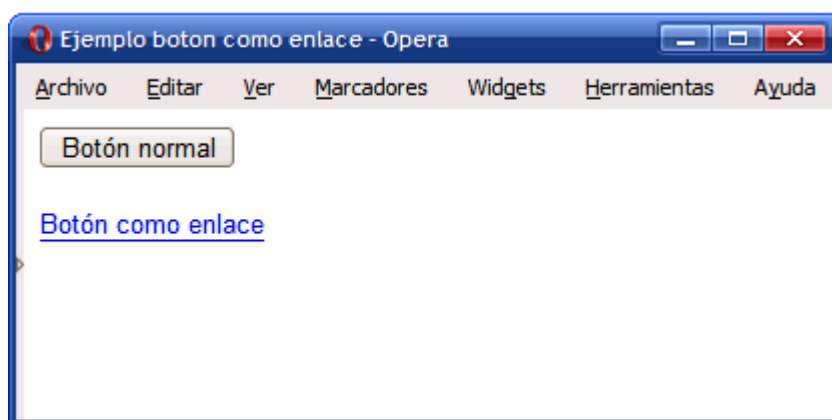 Ejemplo boton como enlace - Opera
Archivo Editar Ver Marcadores Widgets Herramientas Ayuda
Botón normal
Botón como enlace